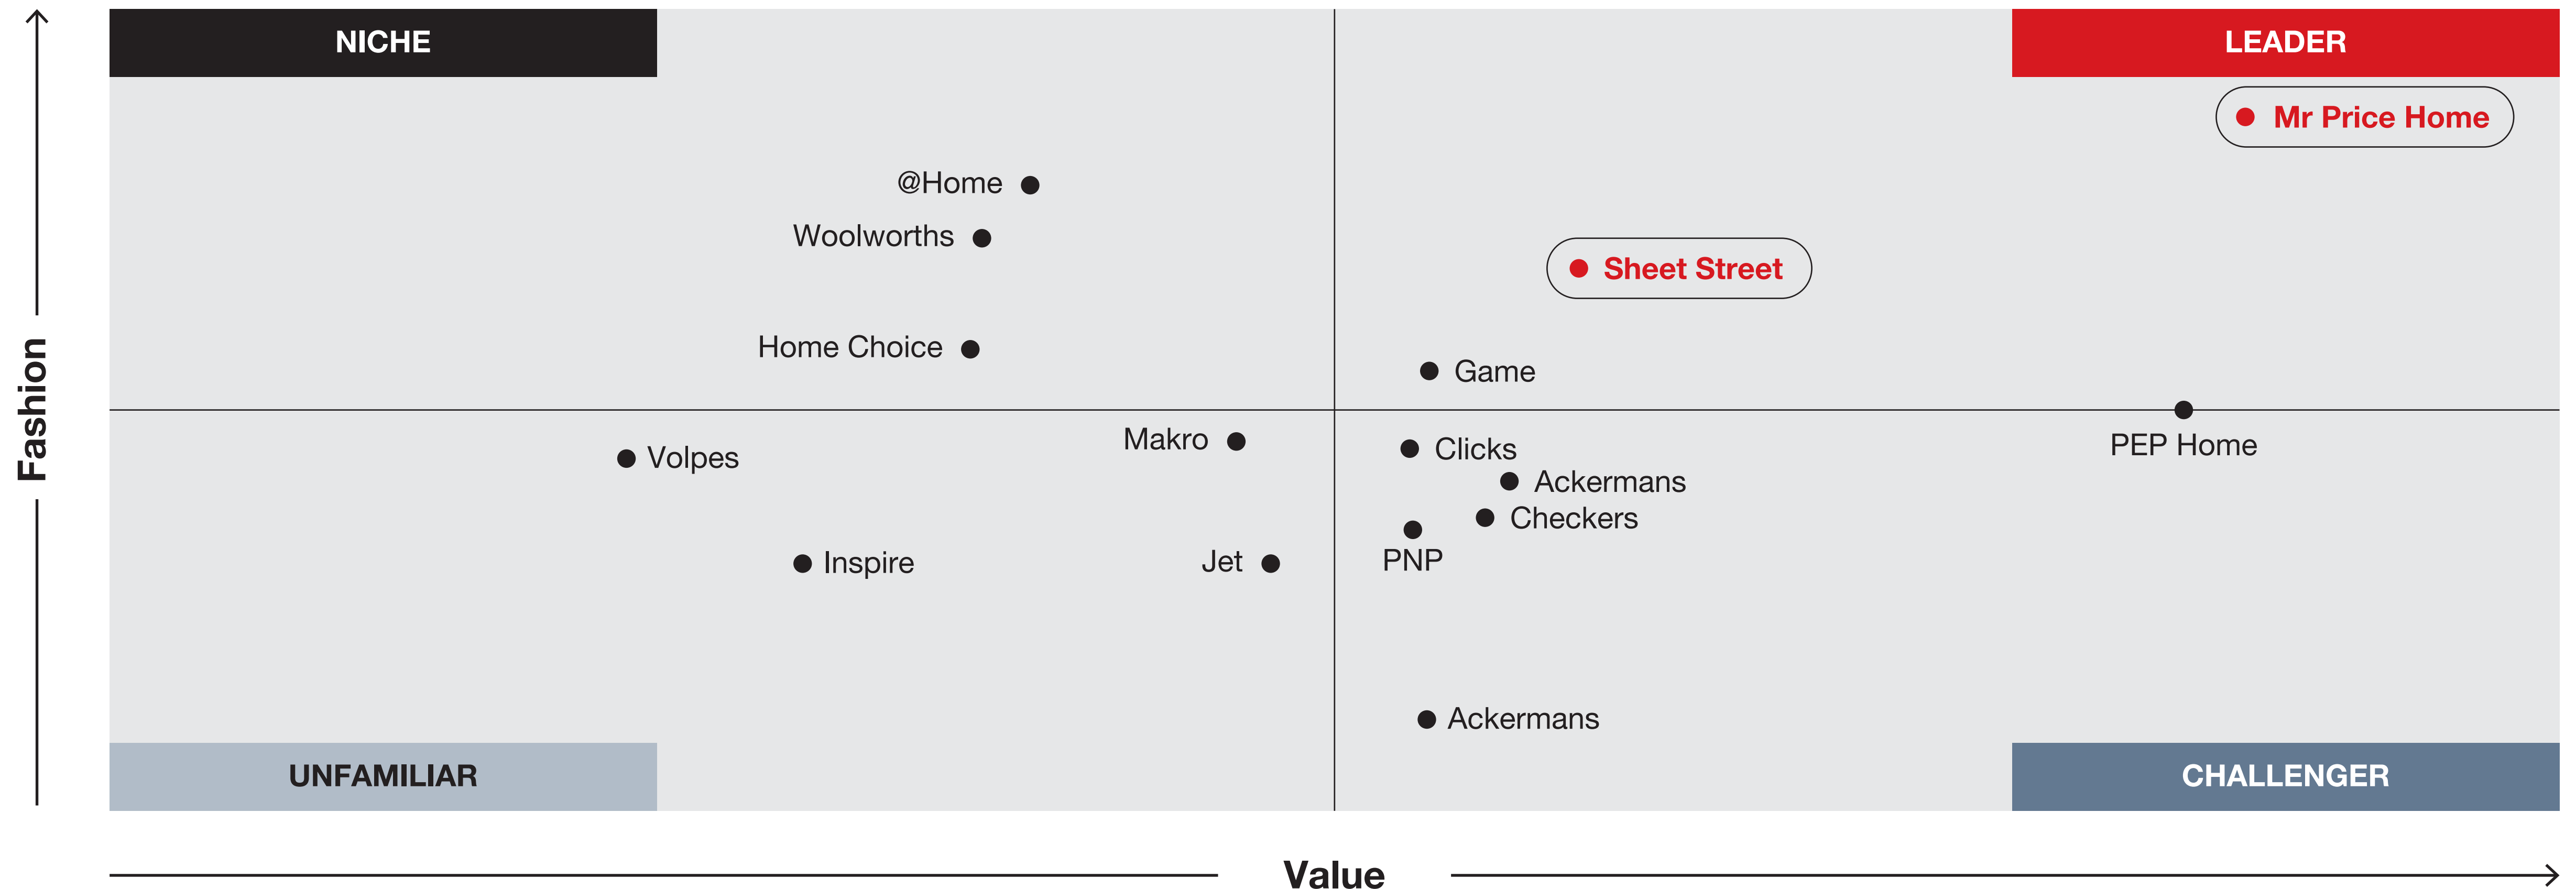 NICHE
LEADER
Mr Price Home
@Home
Woolworths
Sheet Street
Home Choice
Game
Fashion
Makro
Clicks
PEP Home
Volpes
Ackermans
Checkers
Inspire
Jet
PNP
Ackermans
UNFAMILIAR
CHALLENGER
Value